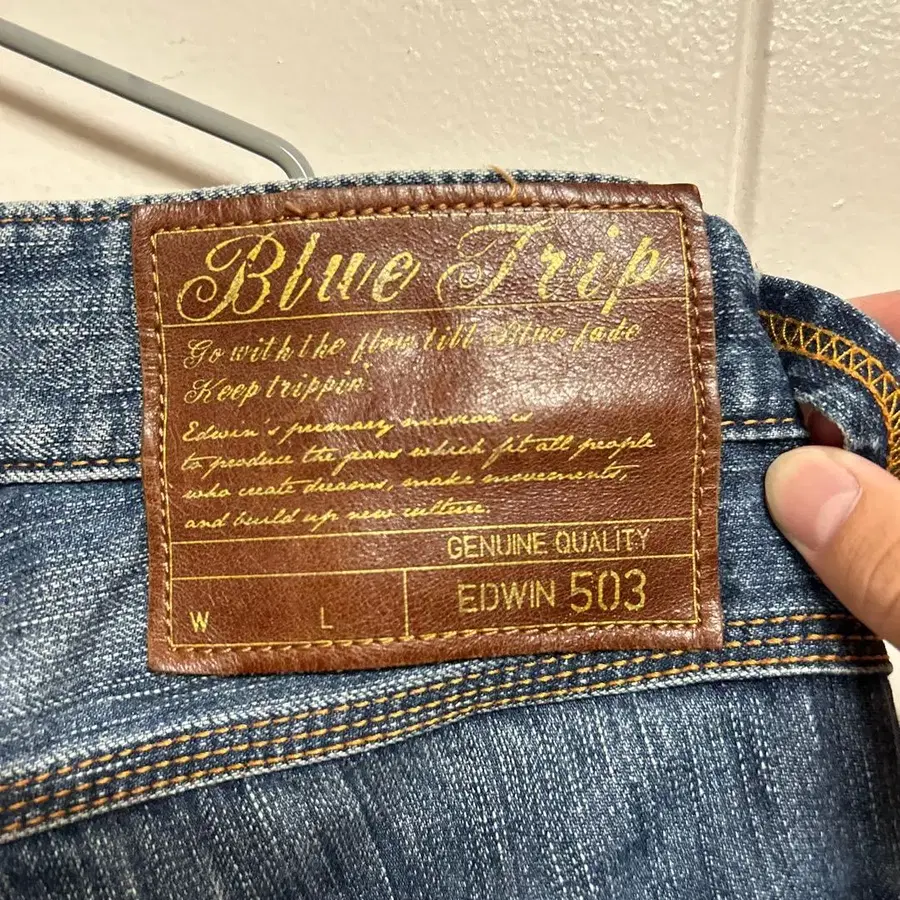 Blue Trip
Go with the flow till Blue fade
Keep trippin'.
Edwin's primary mission is
to produce the pans which fit all people
who create dreams, make movements,
and build up new culture.
GENUINE QUALITY
W L EDWIN 503